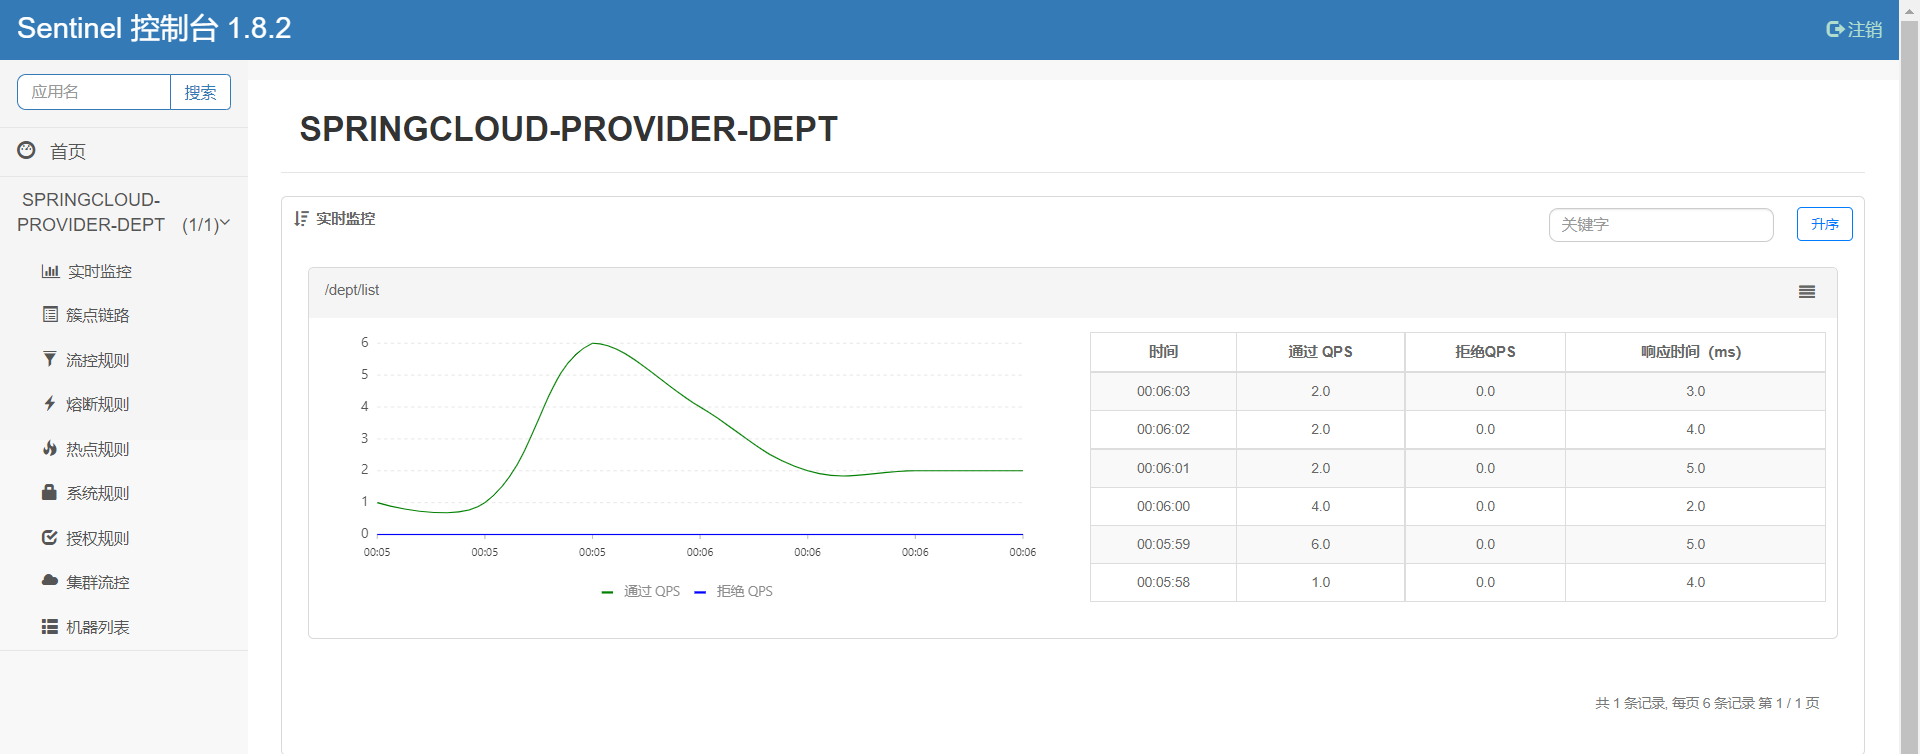 Sentinel 控制台 1.8.2
注销
应用名 搜索
首页
SPRINGCLOUD-
PROVIDER-DEPT (1/1)
实时监控
簇点链路
流控规则
熔断规则
热点规则
系统规则
授权规则
集群流控
机器列表
SPRINGCLOUD-PROVIDER-DEPT
实时监控
关键字 升序
/dept/list
6
5
4
3
2
1
0
00:05 00:05 00:05 00:06 00:06 00:06 00:06
通过 QPS 拒绝 QPS
时间 通过 QPS 拒绝QPS 响应时间（ms）
00:06:03 2.0 0.0 3.0
00:06:02 2.0 0.0 4.0
00:06:01 2.0 0.0 5.0
00:06:00 4.0 0.0 2.0
00:05:59 6.0 0.0 5.0
00:05:58 1.0 0.0 4.0
共 1 条记录, 每页 6 条记录 第 1 / 1 页